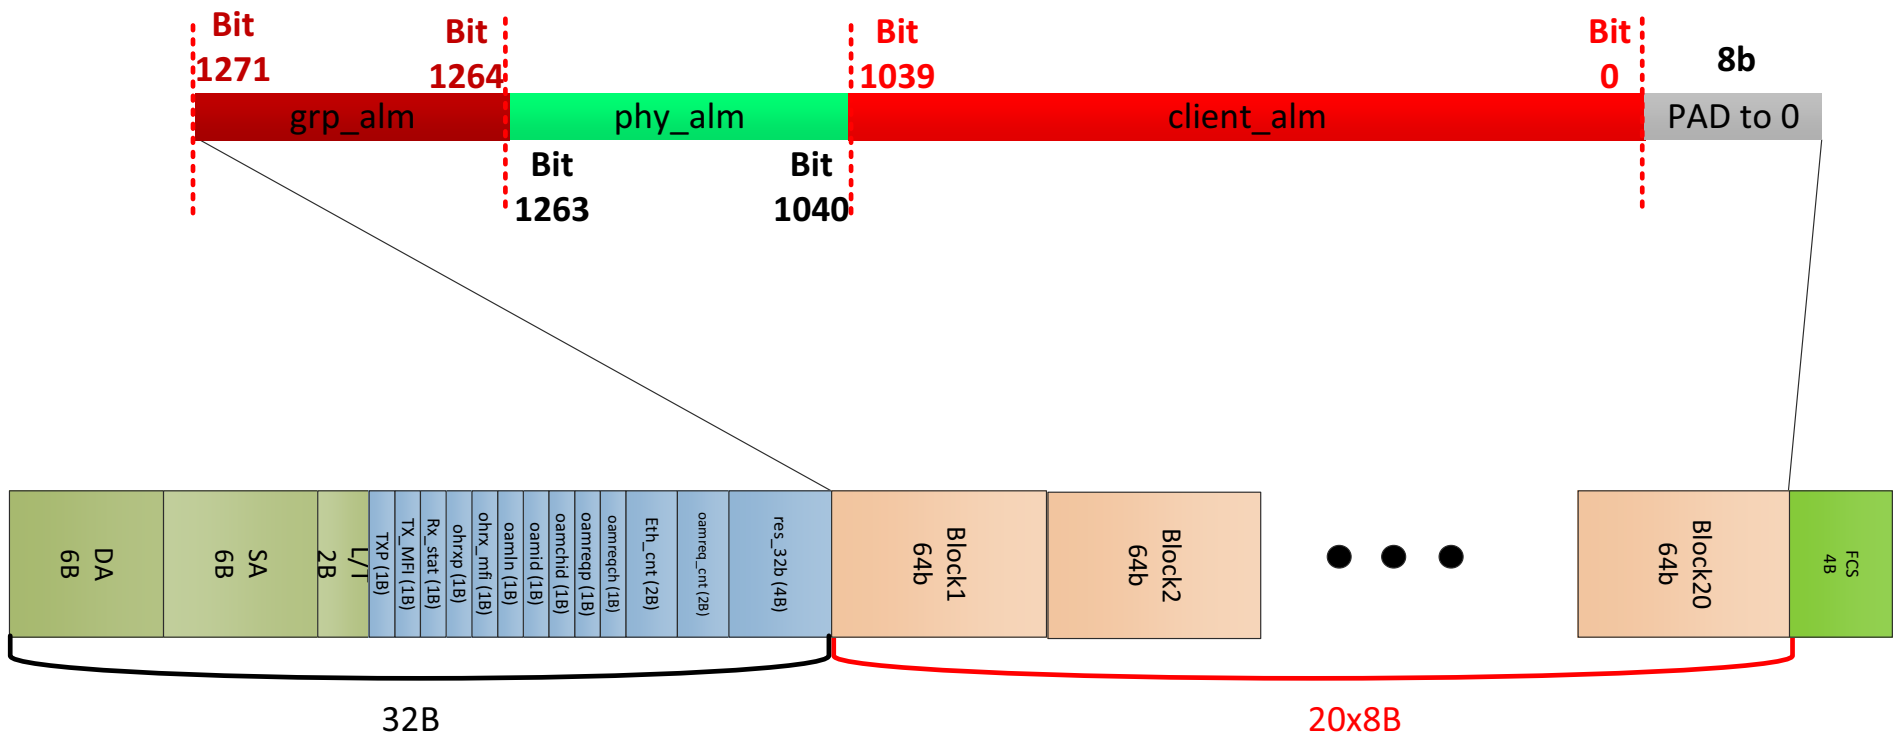 Bit
1271
Bit
1264
Bit
1039
Bit
0
8b
grp_alm
phy_alm
client_alm
PAD to 0
Bit
1263
Bit
1040
DA
6B
SA
6B
L/T
2B
TXP (1B)
TX_MFI (1B)
Rx_stat (1B)
ohrxp (1B)
ohrx_mfi (1B)
oamln (1B)
oamid (1B)
oamchid (1B)
oamreqp (1B)
oamreqch (1B)
Eth_cnt (2B)
oamreq_cnt (2B)
res_32b (4B)
Block1
64b
Block2
64b
Block20
64b
FCS
4B
32B
20x8B